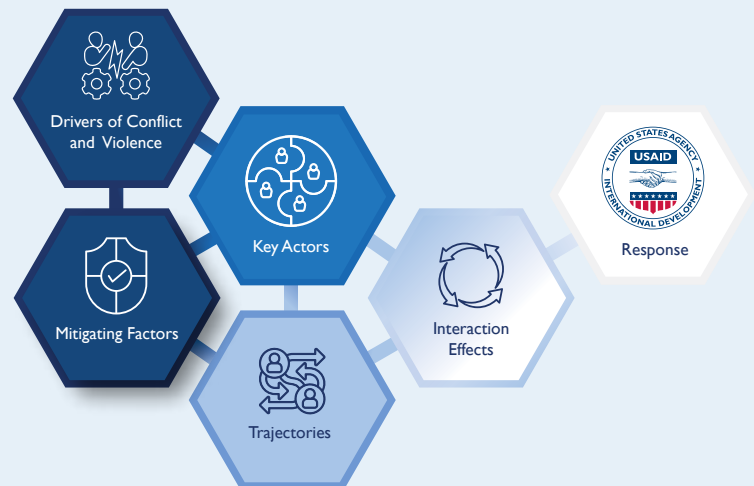 Drivers of Conflict
and Violence
Key Actors
UNITED STATES AGENCY
USAID
INTERNATIONAL DEVELOPMENT
Response
Mitigating Factors
Interaction
Effects
Trajectories